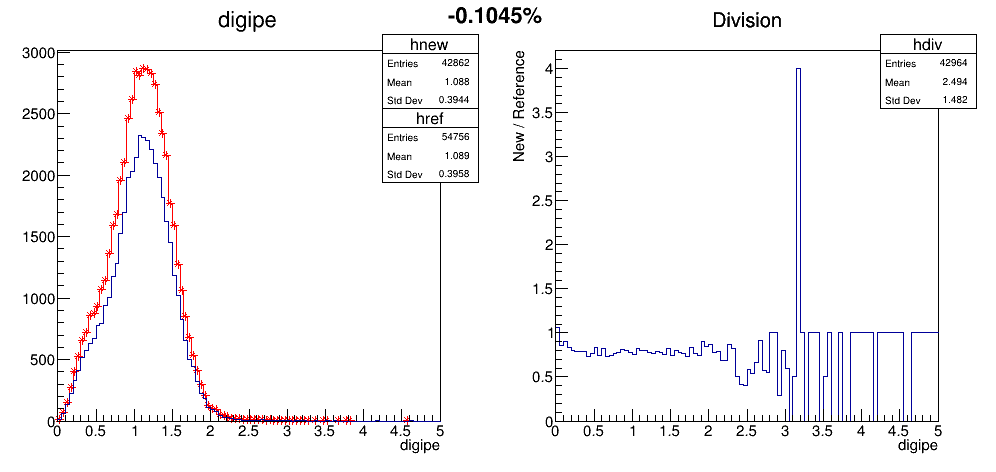 -0.1045%
digipe
hnew
Entries 42862
Mean 1.088
Std Dev 0.3944
href
Entries 54756
Mean 1.089
Std Dev 0.3958
3000
2500
2000
1500
1000
500
0
0 0.5 1 1.5 2 2.5 3 3.5 4 4.5 5
digipe
Division
hdiv
Entries 42964
Mean 2.494
Std Dev 1.482
New / Reference
4
3.5
3
2.5
2
1.5
1
0.5
0
0 0.5 1 1.5 2 2.5 3 3.5 4 4.5 5
digipe